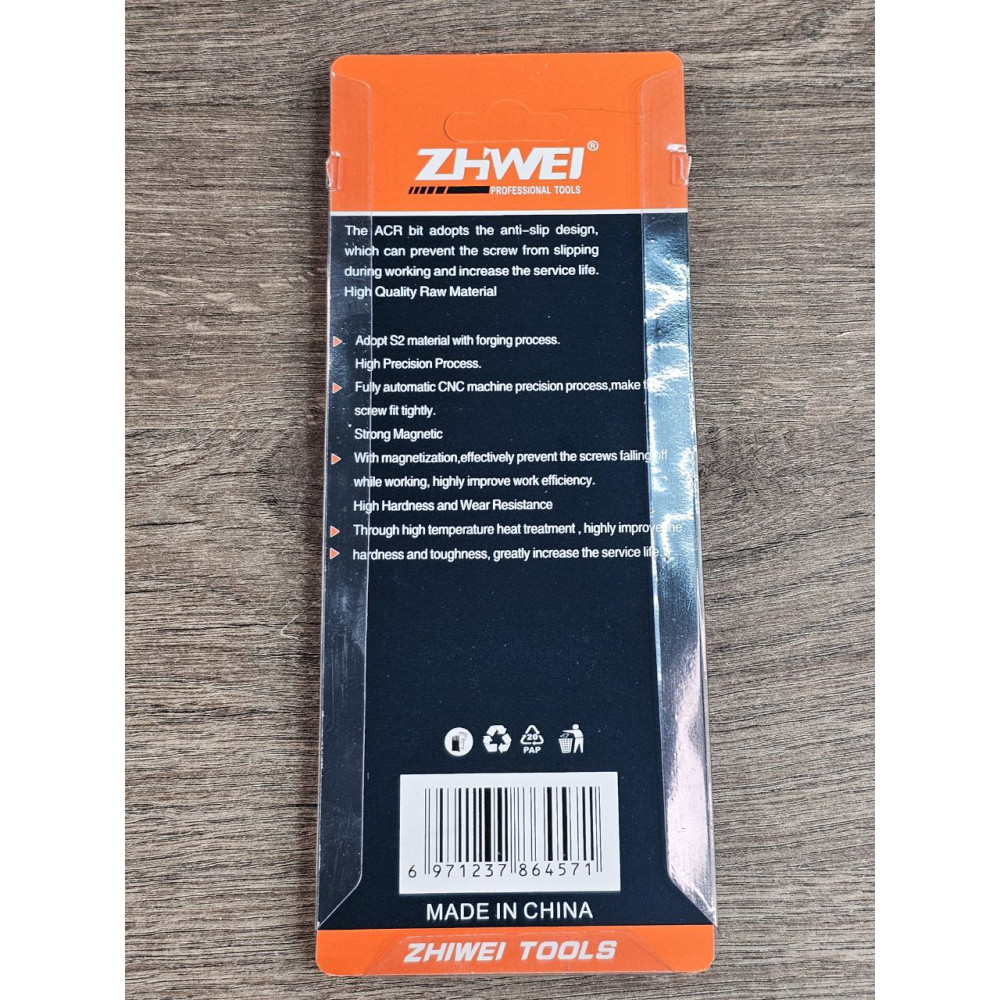 ZHIWEI®
PROFESSIONAL TOOLS
The ACR bit adopts the anti-slip design,
which can prevent the screw from slipping
during working and increase the service life.
High Quality Raw Material
Adopt S2 material with forging process.
High Precision Process.
Fully automatic CNC machine precision process,make
screw fit tightly.
Strong Magnetic
With magnetization,effectively prevent the screws falling off
while working, highly improve work efficiency.
High Hardness and Wear Resistance
Through high temperature heat treatment , highly improve the
hardness and toughness, greatly increase the service life.
20
PAP
6 971237 864571
MADE IN CHINA
ZHIWEI TOOLS